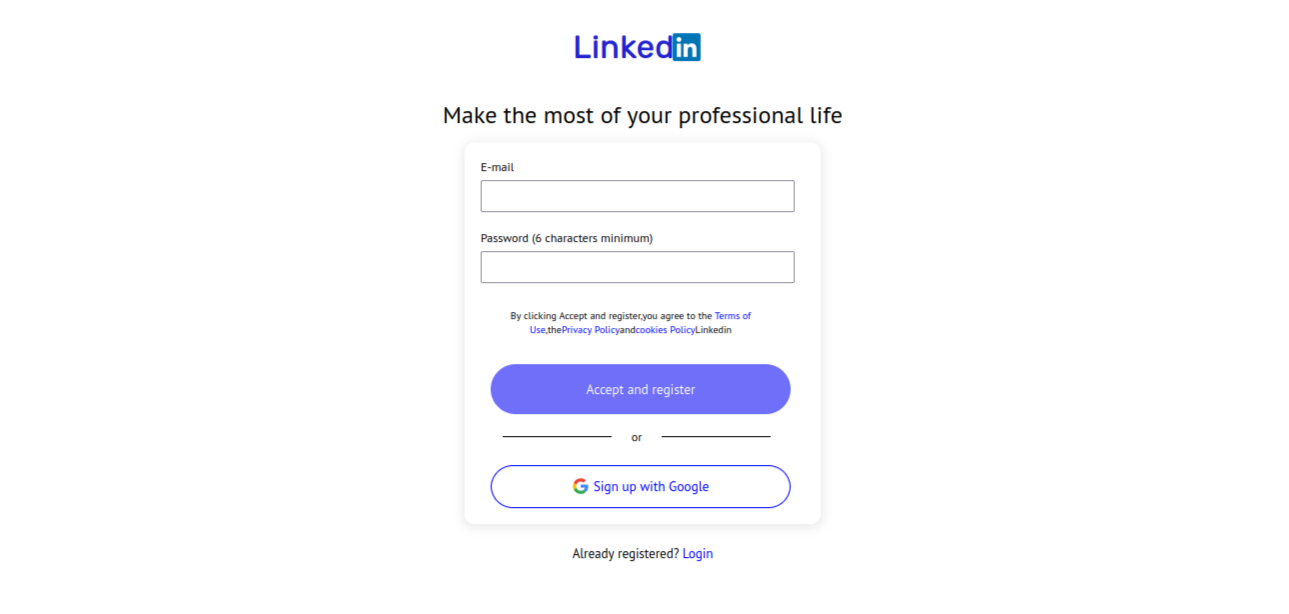 Linkedin
Make the most of your professional life
E-mail
Password (6 characters minimum)
By clicking Accept and register,you agree to the Terms of
Use,thePrivacy Policyandcookies PolicyLinkedin
Accept and register
or
Sign up with Google
Already registered? Login